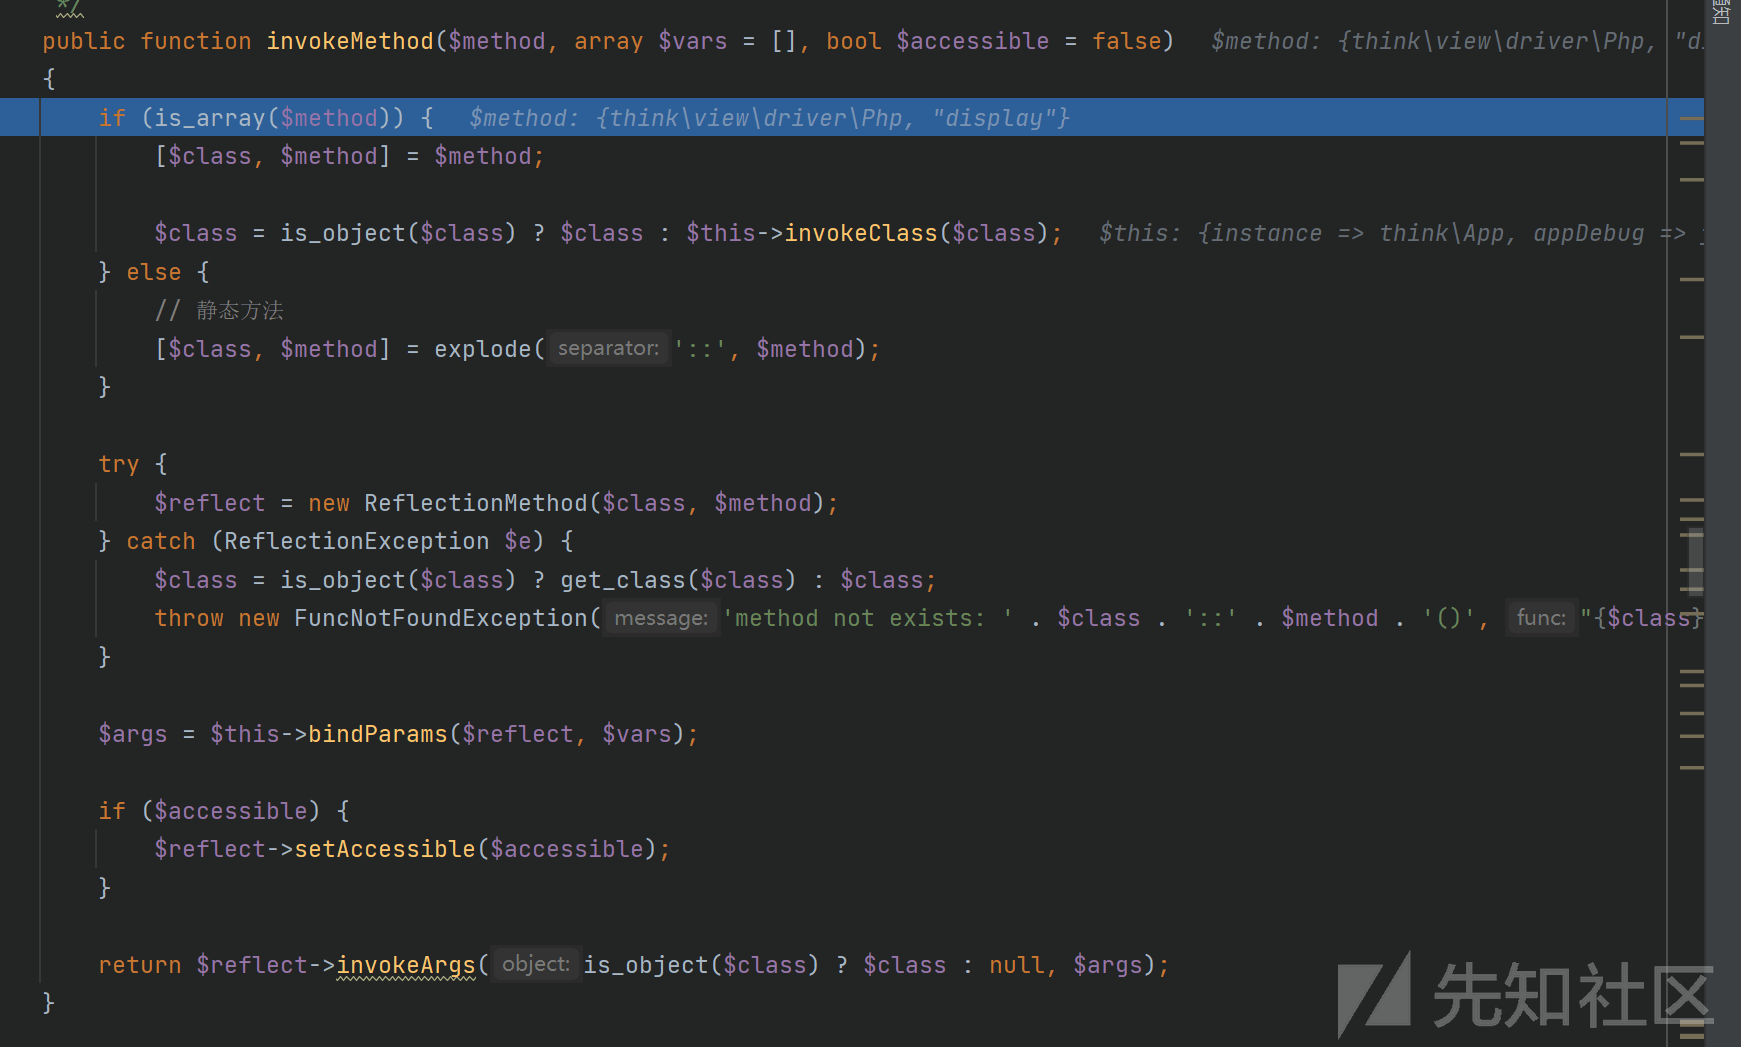 */
public function invokeMethod($method, array $vars = [], bool $accessible = false)   $method: {think\view\driver\Php, "di
{
    if (is_array($method)) {   $method: {think\view\driver\Php, "display"}
        [$class, $method] = $method;
        $class = is_object($class) ? $class : $this->invokeClass($class);   $this: {instance => think\App, appDebug =>
    } else {
        // 静态方法
        [$class, $method] = explode( separator: '::', $method);
    }
    try {
        $reflect = new ReflectionMethod($class, $method);
    } catch (ReflectionException $e) {
        $class = is_object($class) ? get_class($class) : $class;
        throw new FuncNotFoundException( message: 'method not exists: ' . $class . '::' . $method . '()', func: "{$class}
    }
    $args = $this->bindParams($reflect, $vars);
    if ($accessible) {
        $reflect->setAccessible($accessible);
    }
    return $reflect->invokeArgs( object: is_object($class) ? $class : null, $args);
}
知
先知社区